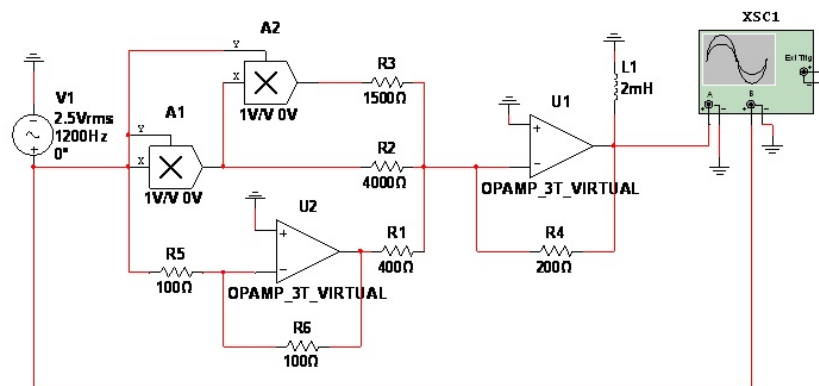 XSC1
A2
Y
X
1V/V 0V
R3
1500Ω
L1
2mH
Ext Trig
+
A
B
+ - + -
V1
2.5Vrms
1200Hz
0°
A1
Y
X
1V/V 0V
R2
4000Ω
U1
+
-
OPAMP_3T_VIRTUAL
U2
+
-
OPAMP_3T_VIRTUAL
R1
400Ω
R4
200Ω
R5
100Ω
R6
100Ω